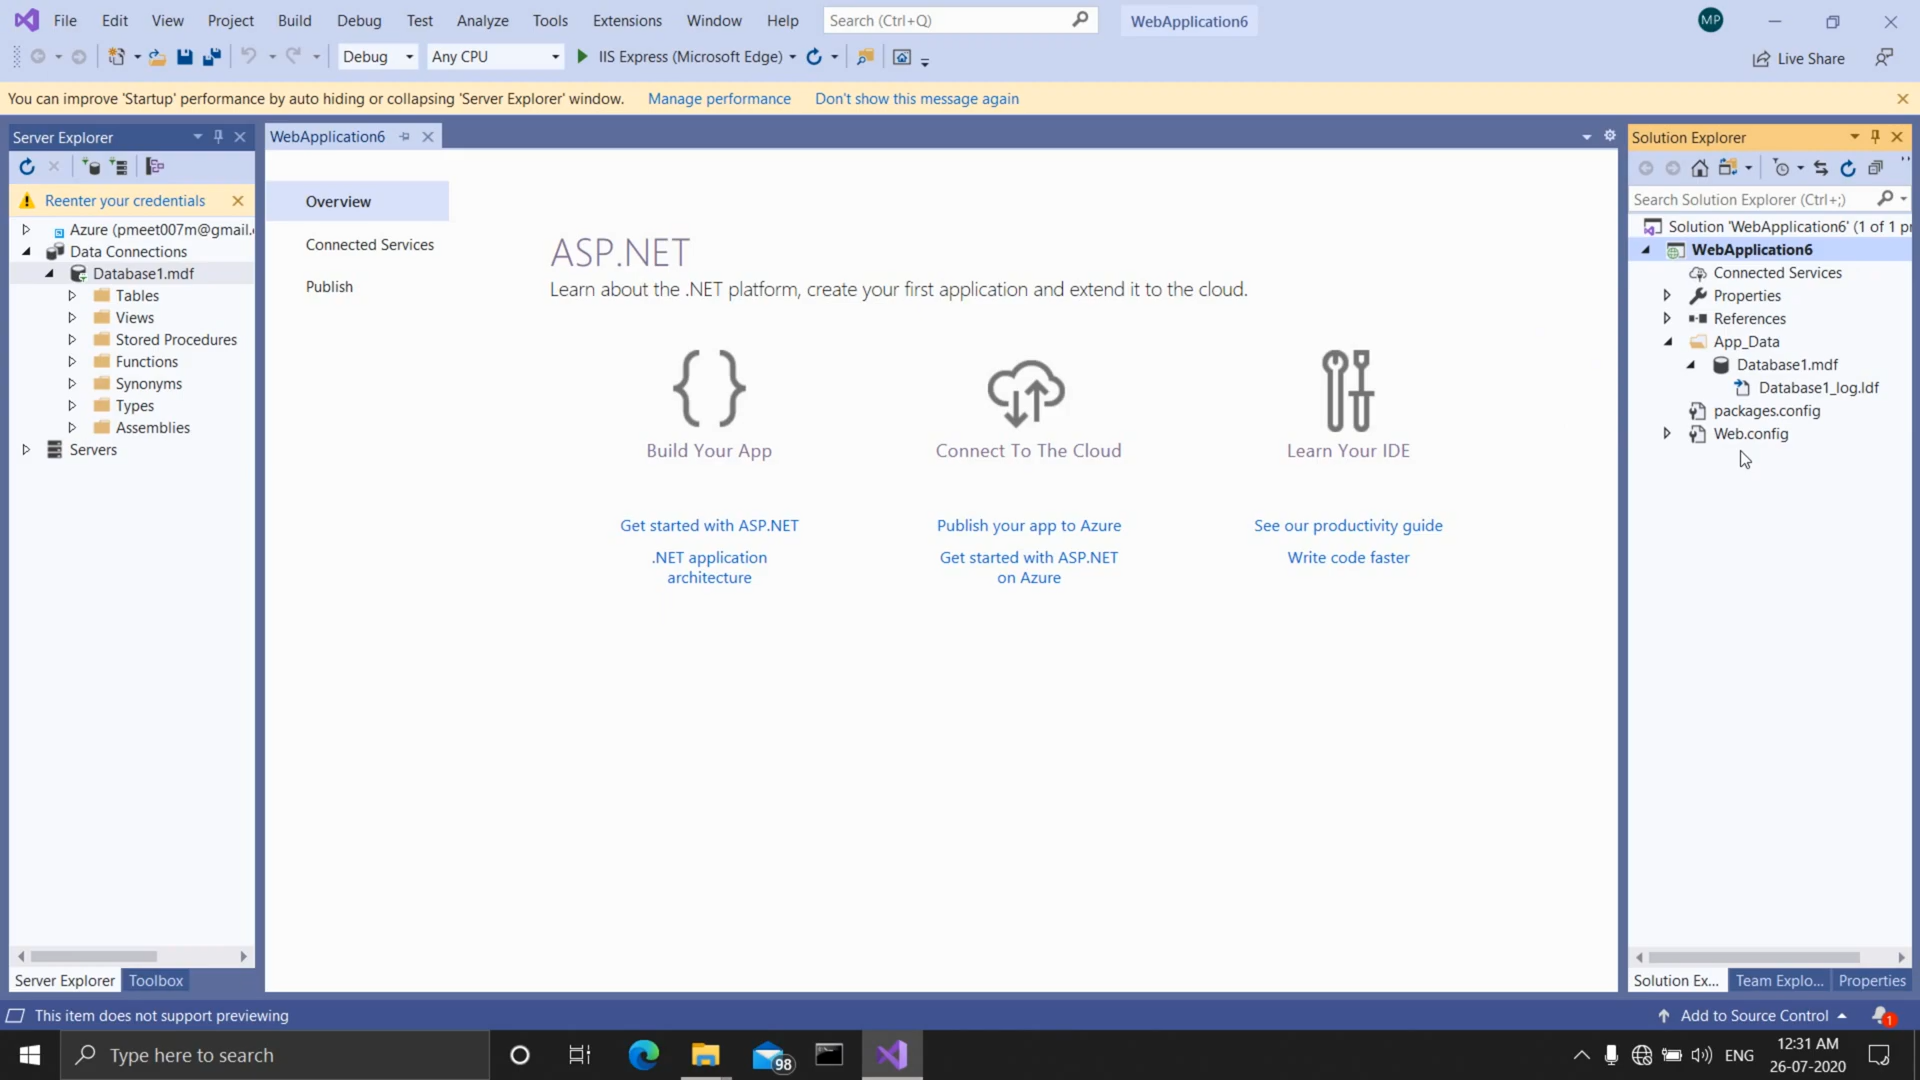 File Edit View Project Build Debug Test Analyze Tools Extensions Window Help Search (Ctrl+Q) WebApplication6 MP
Debug Any CPU IIS Express (Microsoft Edge) Live Share
You can improve 'Startup' performance by auto hiding or collapsing 'Server Explorer' window. Manage performance Don't show this message again
Server Explorer
Reenter your credentials
Azure (pmeet007m@gmail.
Data Connections
Database1.mdf
Tables
Views
Stored Procedures
Functions
Synonyms
Types
Assemblies
Servers
Server Explorer Toolbox
WebApplication6
Overview
Connected Services
Publish
ASP.NET
Learn about the .NET platform, create your first application and extend it to the cloud.
Build Your App
Get started with ASP.NET
.NET application
architecture
Connect To The Cloud
Publish your app to Azure
Get started with ASP.NET
on Azure
Learn Your IDE
See our productivity guide
Write code faster
Solution Explorer
Search Solution Explorer (Ctrl+;)
Solution 'WebApplication6' (1 of 1 pr
WebApplication6
Connected Services
Properties
References
App_Data
Database1.mdf
Database1_log.ldf
packages.config
Web.config
Solution Ex... Team Explo... Properties
This item does not support previewing Add to Source Control 1
Type here to search 98 ENG 12:31 AM
26-07-2020